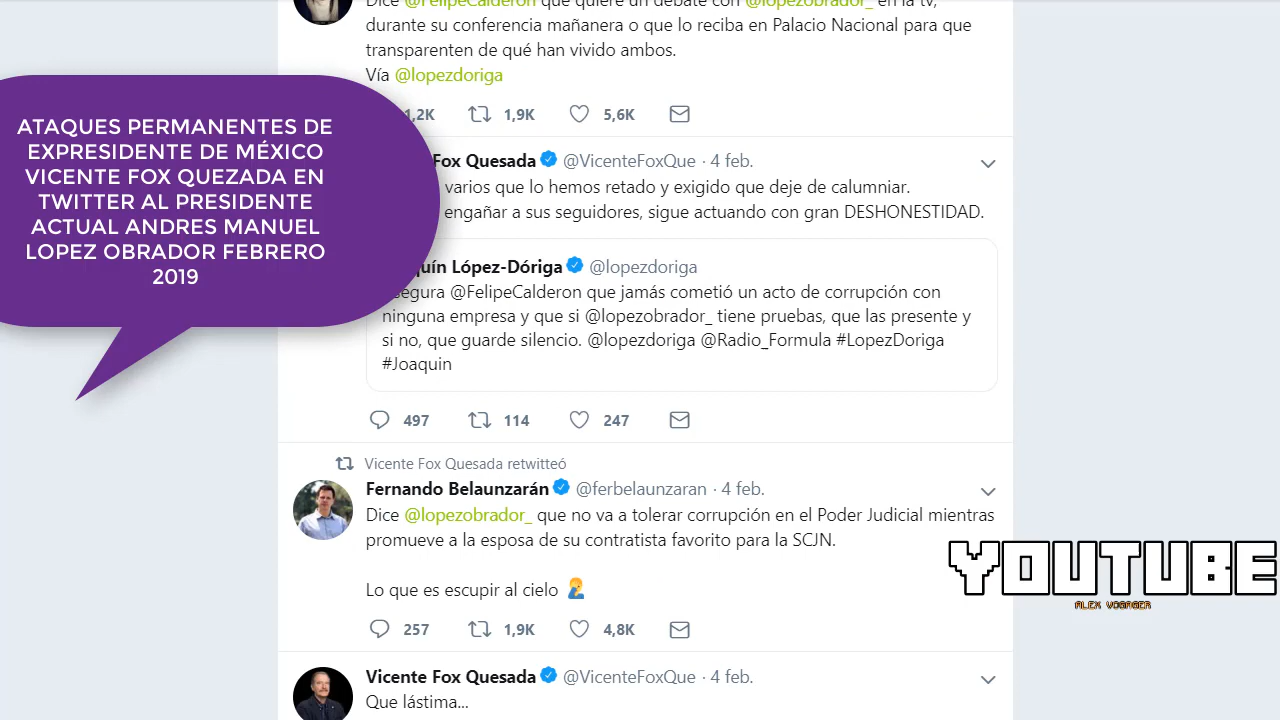 Dice @FelipeCalderon que quiere un debate con @lopezobrador_ en la tv,
durante su conferencia mañanera o que lo reciba en Palacio Nacional para que
transparenten de qué han vivido ambos.
Vía @lopezdoriga
1,2K 1,9K 5,6K
ATAQUES PERMANENTES DE
EXPRESIDENTE DE MÉXICO
VICENTE FOX QUEZADA EN
TWITTER AL PRESIDENTE
ACTUAL ANDRES MANUEL
LOPEZ OBRADOR FEBRERO
2019
Fox Quesada @VicenteFoxQue · 4 feb.
varios que lo hemos retado y exigido que deje de calumniar.
engañar a sus seguidores, sigue actuando con gran DESHONESTIDAD.
López-Dóriga @lopezdoriga
@FelipeCalderon que jamás cometió un acto de corrupción con
ninguna empresa y que si @lopezobrador_ tiene pruebas, que las presente y
si no, que guarde silencio. @lopezdoriga @Radio_Formula #LopezDoriga
#Joaquin
497 114 247
Vicente Fox Quesada retwitteó
Fernando Belaunzarán @ferbelaunzaran · 4 feb.
Dice @lopezobrador_ que no va a tolerar corrupción en el Poder Judicial mientras
promueve a la esposa de su contratista favorito para la SCJN.
Lo que es escupir al cielo
257 1,9K 4,8K
YOUTUBE
ALEX VOGAGER
Vicente Fox Quesada @VicenteFoxQue · 4 feb.
Que lástima...